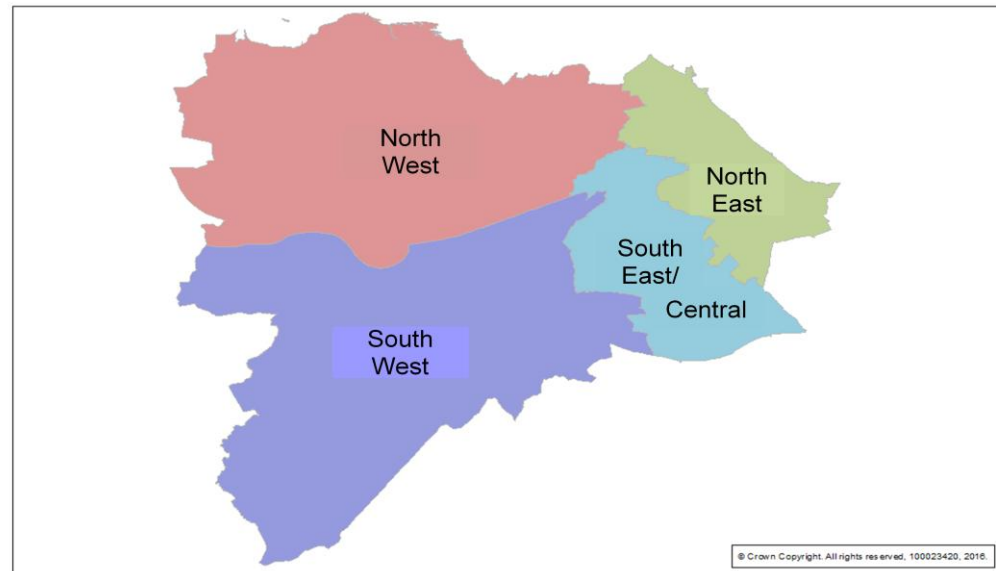 North
West
North
East
South
East/
Central
South
West
© Crown Copyright. All rights reserved, 100023420, 2016.